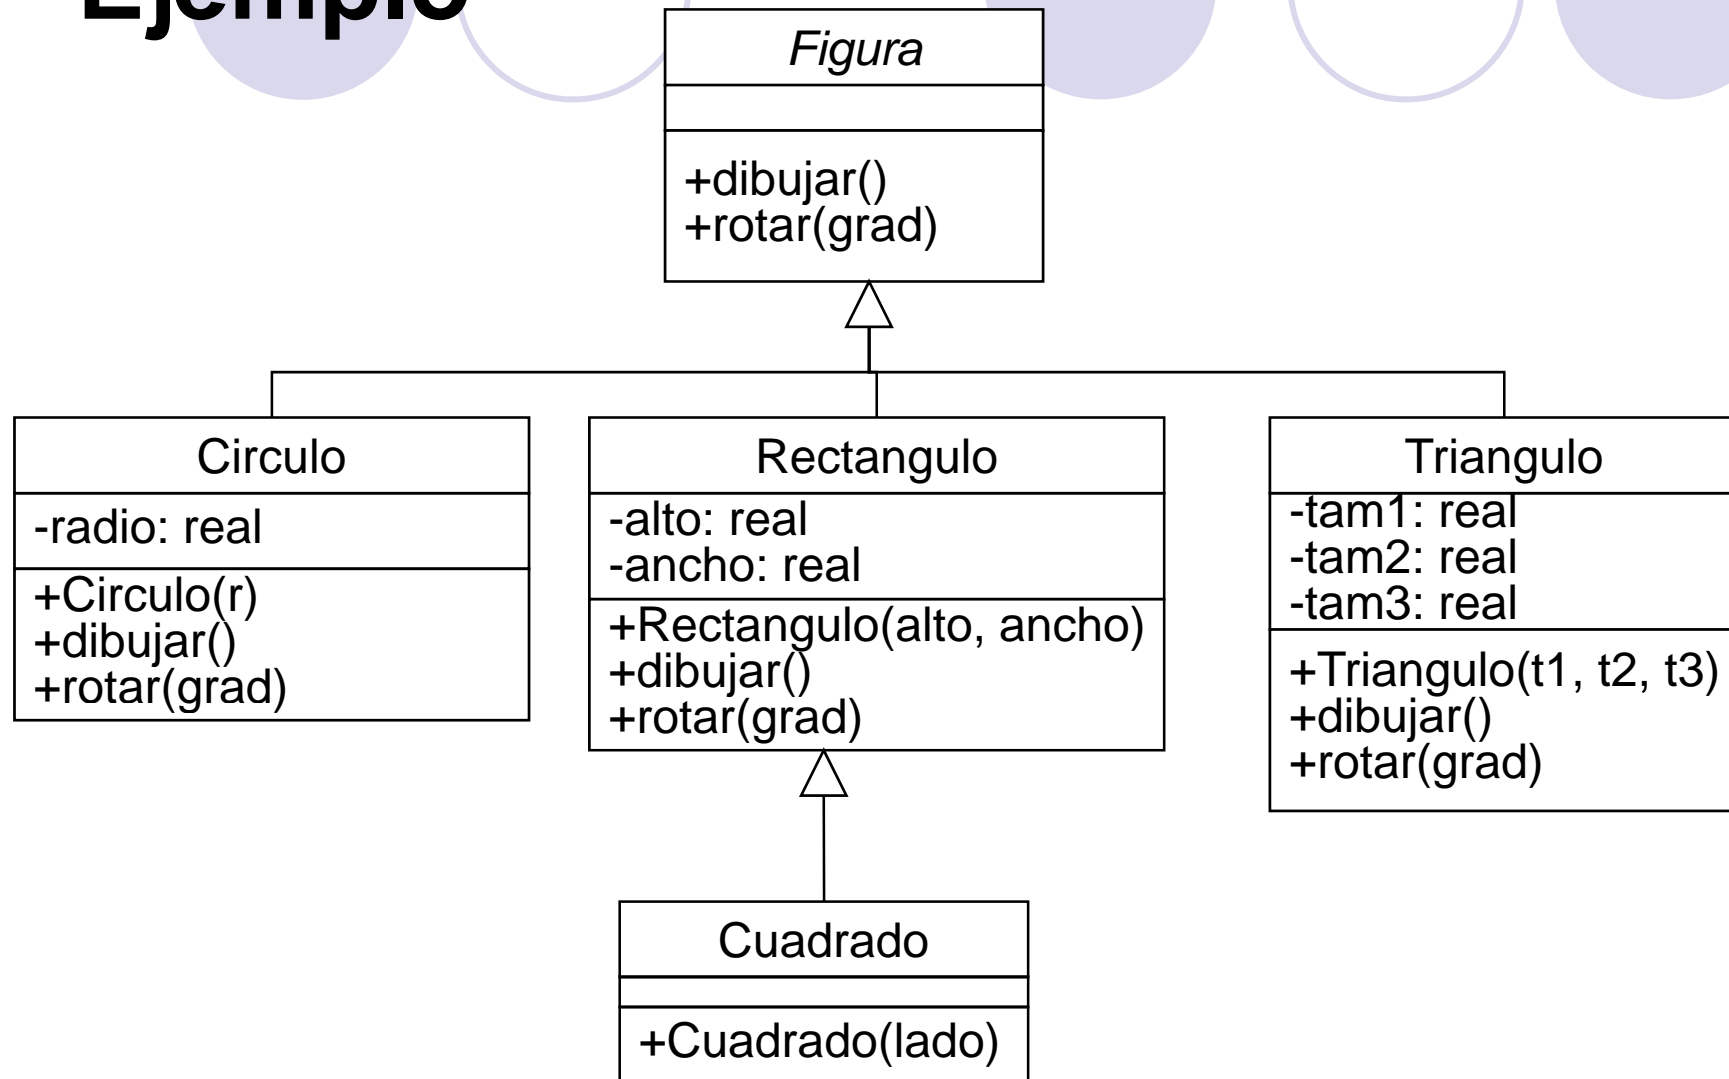 Ejemplo
Figura
+dibujar()
+rotar(grad)
Circulo
-radio: real
+Circulo(r)
+dibujar()
+rotar(grad)
Rectangulo
-alto: real
-ancho: real
+Rectangulo(alto, ancho)
+dibujar()
+rotar(grad)
Triangulo
-tam1: real
-tam2: real
-tam3: real
+Triangulo(t1, t2, t3)
+dibujar()
+rotar(grad)
Cuadrado
+Cuadrado(lado)